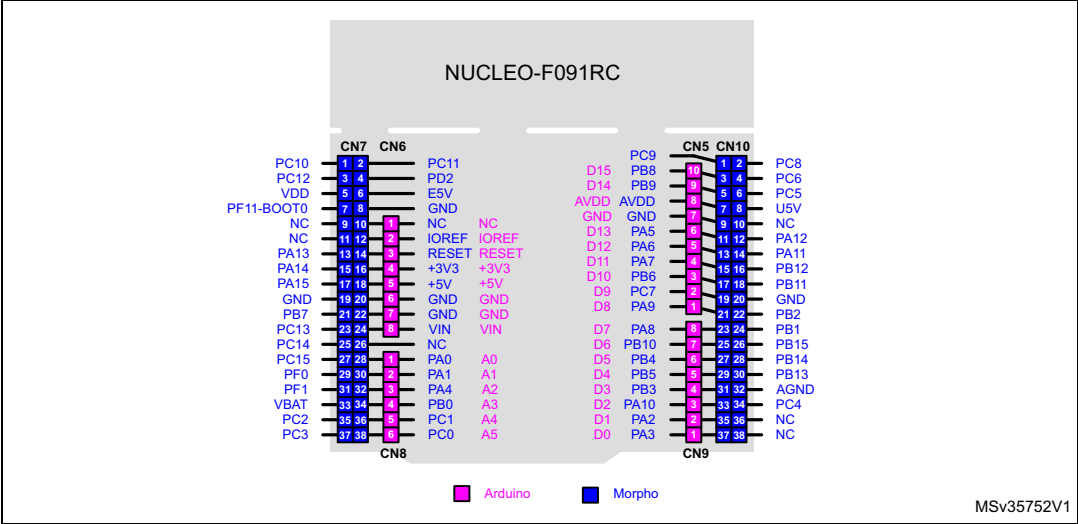 NUCLEO-F091RC
CN7 CN6 CN5 CN10
PC9
PC10 1 2 PC11 D15 PB8 10 1 2 PC8
PC12 3 4 PD2 D14 PB9 9 3 4 PC6
VDD 5 6 E5V AVDD AVDD 8 5 6 PC5
PF11-BOOT0 7 8 GND GND GND 7 7 8 U5V
NC 9 10 1 NC NC D13 PA5 6 9 10 NC
NC 11 12 2 IOREF IOREF D12 PA6 5 11 12 PA12
PA13 13 14 3 RESET RESET D11 PA7 4 13 14 PA11
PA14 15 16 4 +3V3 +3V3 D10 PB6 3 15 16 PB12
PA15 17 18 5 +5V +5V D9 PC7 2 17 18 PB11
GND 19 20 6 GND GND D8 PA9 1 19 20 GND
PB7 21 22 7 GND GND 21 22 PB2
PC13 23 24 8 VIN VIN D7 PA8 8 23 24 PB1
PC14 25 26 NC D6 PB10 7 25 26 PB15
PC15 27 28 1 PA0 A0 D5 PB4 6 27 28 PB14
PF0 29 30 2 PA1 A1 D4 PB5 5 29 30 PB13
PF1 31 32 3 PA4 A2 D3 PB3 4 31 32 AGND
VBAT 33 34 4 PB0 A3 D2 PA10 3 33 34 PC4
PC2 35 36 5 PC1 A4 D1 PA2 2 35 36 NC
PC3 37 38 6 PC0 A5 D0 PA3 1 37 38 NC
CN8 CN9
Arduino Morpho
MSv35752V1